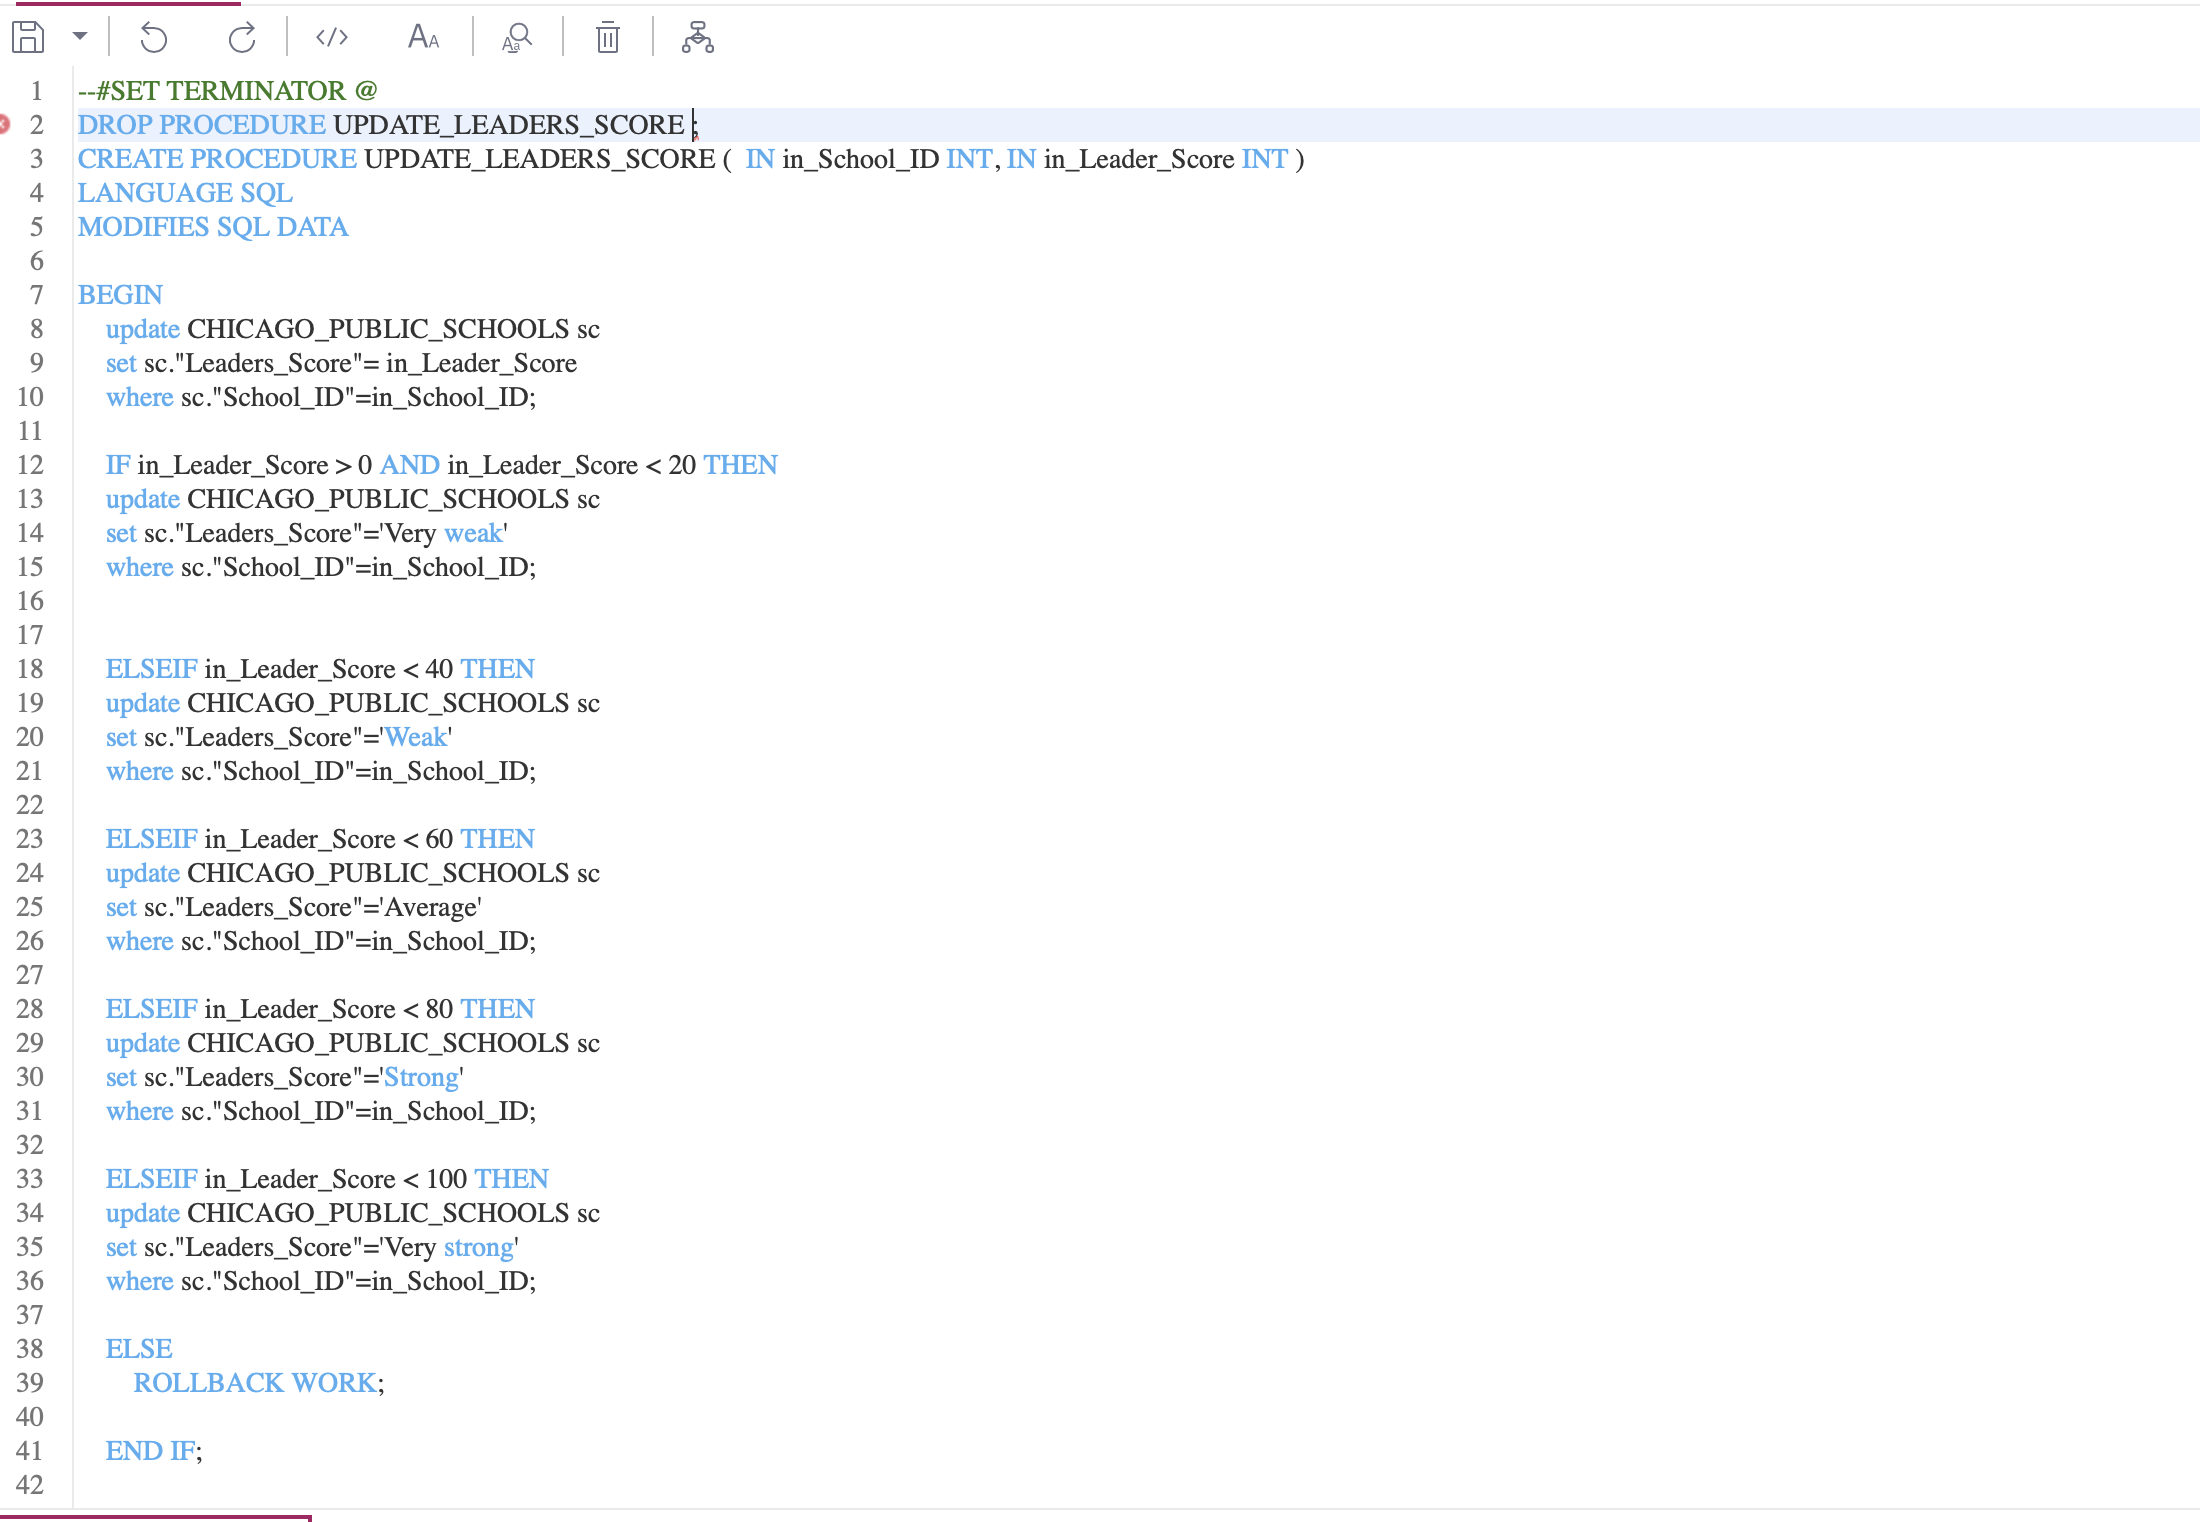 1 --#SET TERMINATOR @
2 DROP PROCEDURE UPDATE_LEADERS_SCORE ;
3 CREATE PROCEDURE UPDATE_LEADERS_SCORE (  IN in_School_ID INT, IN in_Leader_Score INT )
4 LANGUAGE SQL
5 MODIFIES SQL DATA
6
7 BEGIN
8 update CHICAGO_PUBLIC_SCHOOLS sc
9 set sc."Leaders_Score"= in_Leader_Score
10 where sc."School_ID"=in_School_ID;
11
12 IF in_Leader_Score > 0 AND in_Leader_Score < 20 THEN
13 update CHICAGO_PUBLIC_SCHOOLS sc
14 set sc."Leaders_Score"='Very weak'
15 where sc."School_ID"=in_School_ID;
16
17
18 ELSEIF in_Leader_Score < 40 THEN
19 update CHICAGO_PUBLIC_SCHOOLS sc
20 set sc."Leaders_Score"='Weak'
21 where sc."School_ID"=in_School_ID;
22
23 ELSEIF in_Leader_Score < 60 THEN
24 update CHICAGO_PUBLIC_SCHOOLS sc
25 set sc."Leaders_Score"='Average'
26 where sc."School_ID"=in_School_ID;
27
28 ELSEIF in_Leader_Score < 80 THEN
29 update CHICAGO_PUBLIC_SCHOOLS sc
30 set sc."Leaders_Score"='Strong'
31 where sc."School_ID"=in_School_ID;
32
33 ELSEIF in_Leader_Score < 100 THEN
34 update CHICAGO_PUBLIC_SCHOOLS sc
35 set sc."Leaders_Score"='Very strong'
36 where sc."School_ID"=in_School_ID;
37
38 ELSE
39 ROLLBACK WORK;
40
41 END IF;
42